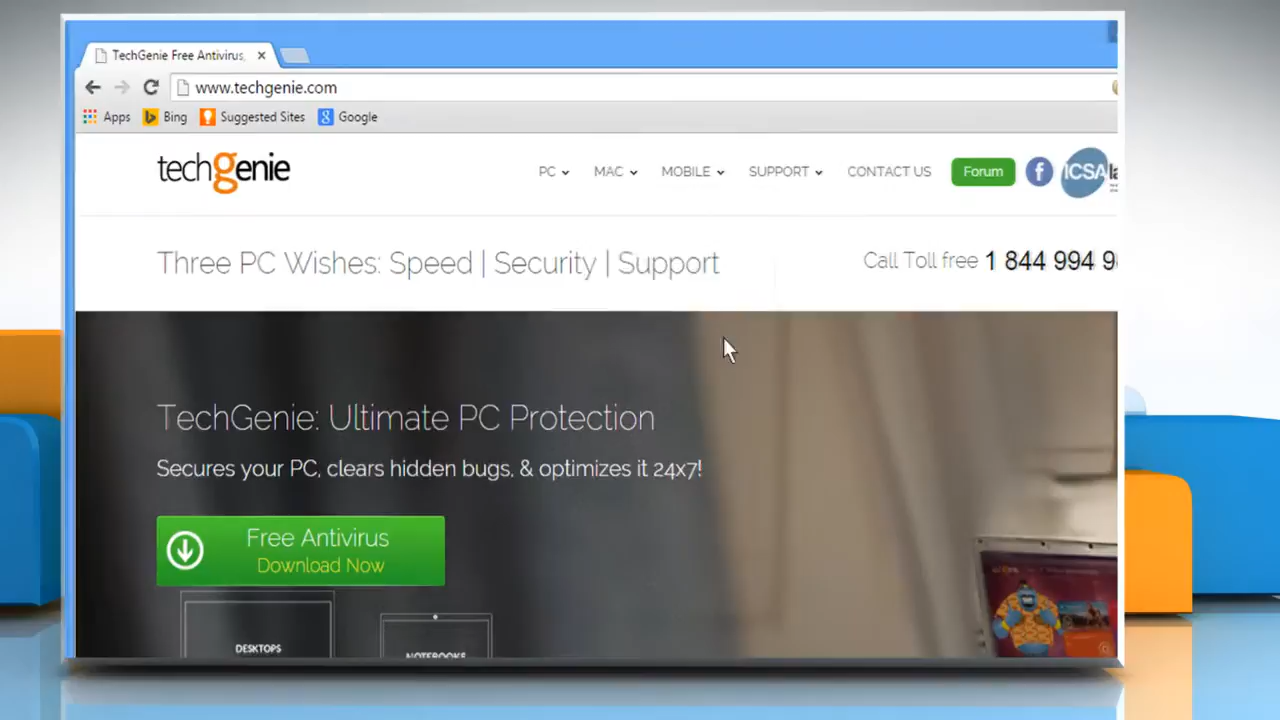 TechGenie Free Antivirus,
www.techgenie.com
Apps Bing Suggested Sites Google
techgenie
PC MAC MOBILE SUPPORT CONTACT US Forum f ICSA
Three PC Wishes: Speed | Security | Support
Call Toll free 1 844 994
TechGenie: Ultimate PC Protection
Secures your PC, clears hidden bugs, & optimizes it 24x7!
Free Antivirus
Download Now
DESKTOPS
NOTEBOOKS